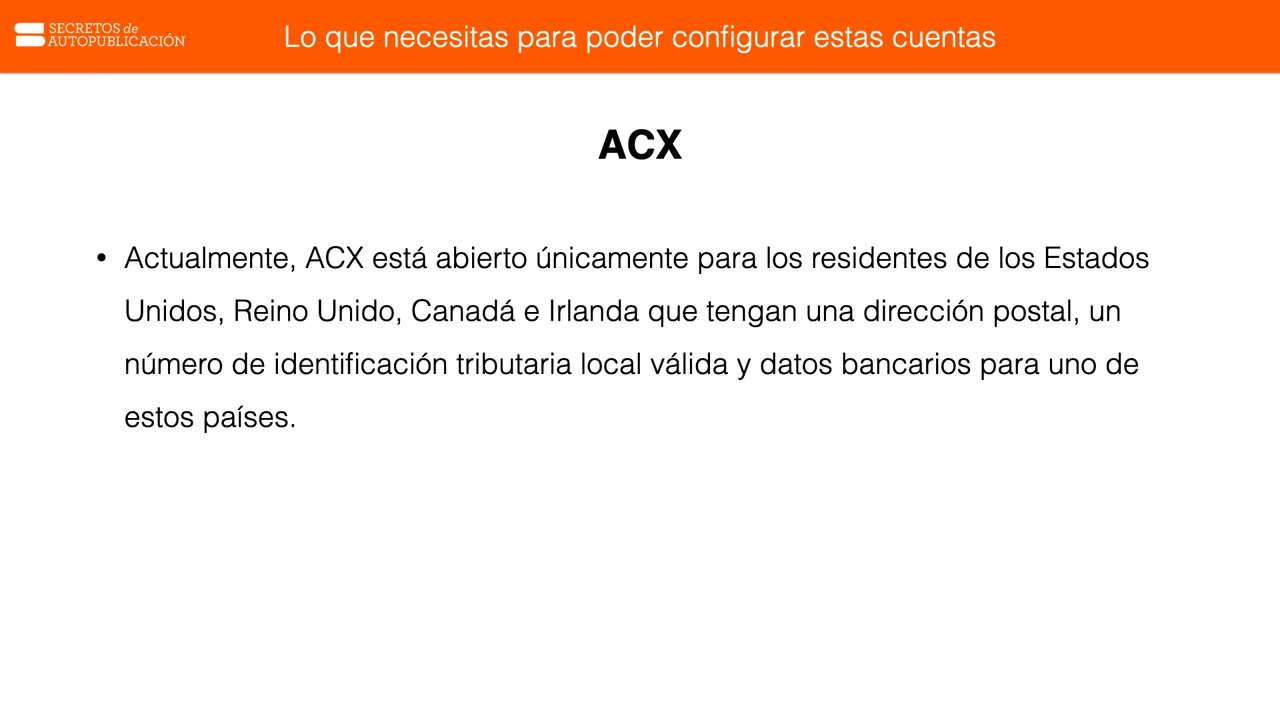 SECRETOS de
AUTOPUBLICACIÓN
Lo que necesitas para poder configurar estas cuentas
ACX
• Actualmente, ACX está abierto únicamente para los residentes de los Estados
Unidos, Reino Unido, Canadá e Irlanda que tengan una dirección postal, un
número de identificación tributaria local válida y datos bancarios para uno de
estos países.